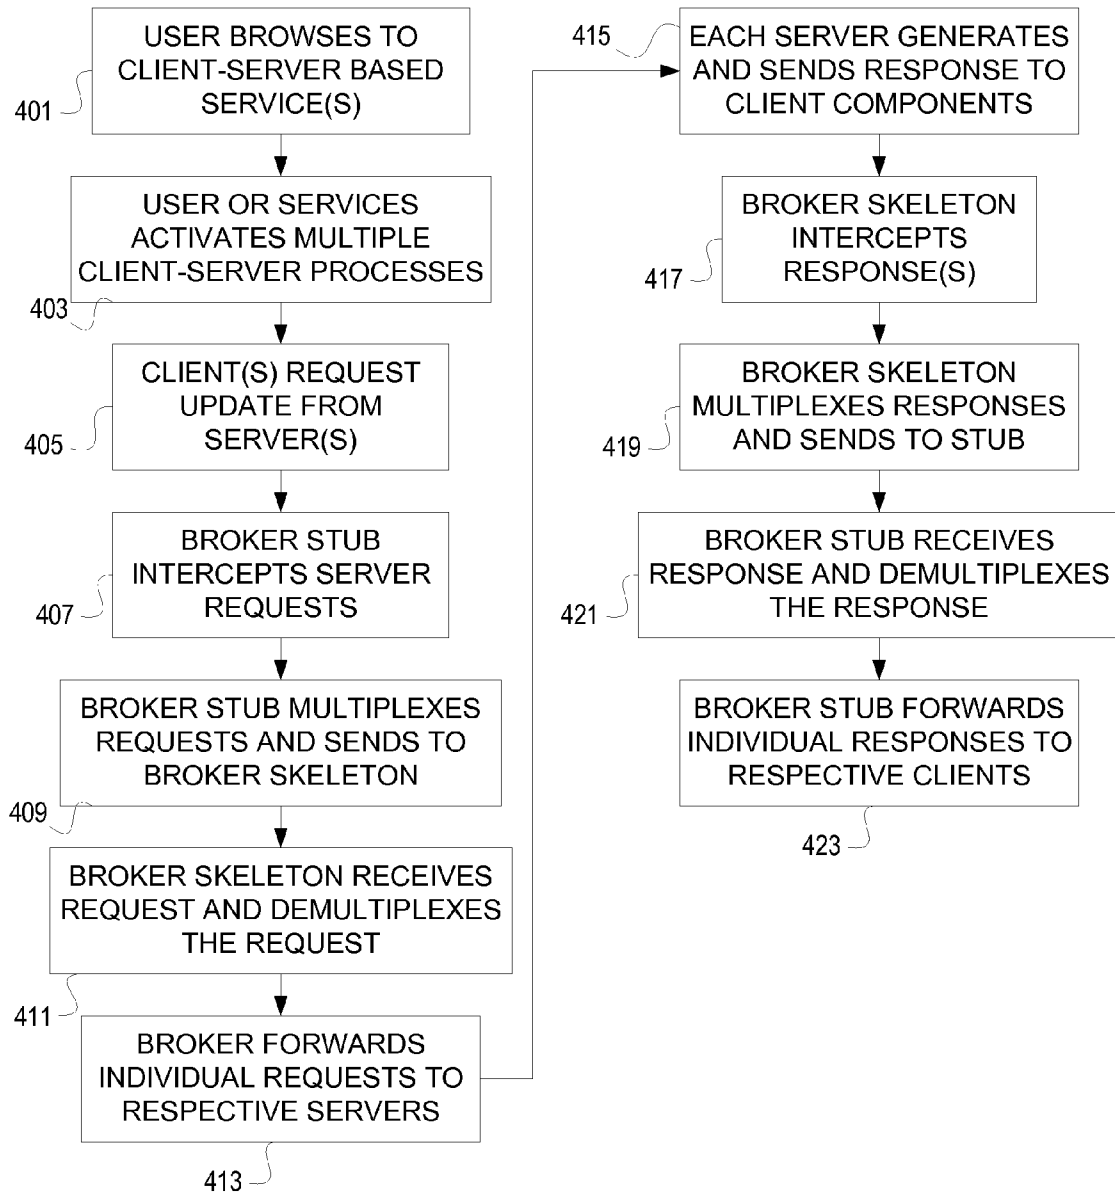 USER BROWSES TO
CLIENT-SERVER BASED
SERVICE(S)
401
USER OR SERVICES
ACTIVATES MULTIPLE
CLIENT-SERVER PROCESSES
403
CLIENT(S) REQUEST
UPDATE FROM
SERVER(S)
405
BROKER STUB
INTERCEPTS SERVER
REQUESTS
407
BROKER STUB MULTIPLEXES
REQUESTS AND SENDS TO
BROKER SKELETON
409
BROKER SKELETON RECEIVES
REQUEST AND DEMULTIPLEXES
THE REQUEST
411
BROKER FORWARDS
INDIVIDUAL REQUESTS TO
RESPECTIVE SERVERS
413
415
EACH SERVER GENERATES
AND SENDS RESPONSE TO
CLIENT COMPONENTS
BROKER SKELETON
INTERCEPTS
RESPONSE(S)
417
BROKER SKELETON
MULTIPLEXES RESPONSES
AND SENDS TO STUB
419
BROKER STUB RECEIVES
RESPONSE AND DEMULTIPLEXES
THE RESPONSE
421
BROKER STUB FORWARDS
INDIVIDUAL RESPONSES TO
RESPECTIVE CLIENTS
423